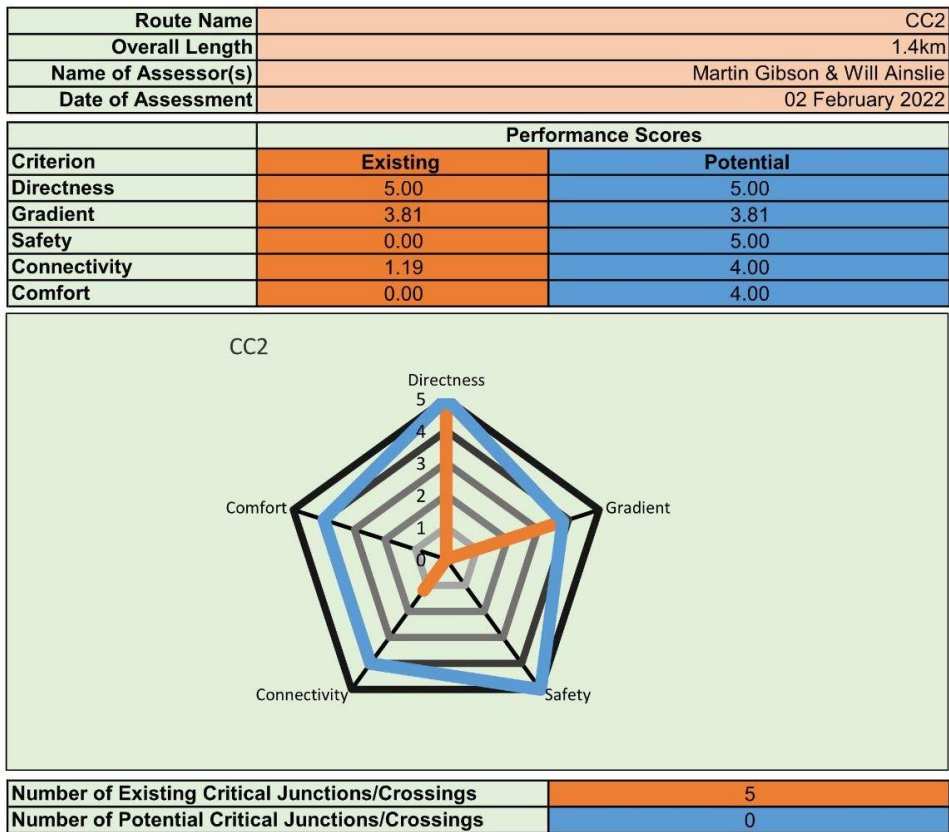 Route Name CC2
Overall Length 1.4km
Name of Assessor(s) Martin Gibson & Will Ainslie
Date of Assessment 02 February 2022
Performance Scores
Criterion Existing Potential
Directness 5.00 5.00
Gradient 3.81 3.81
Safety 0.00 5.00
Connectivity 1.19 4.00
Comfort 0.00 4.00
CC2
Directness
5
4
3
2
1
0
Comfort
Gradient
Connectivity
Safety
Number of Existing Critical Junctions/Crossings 5
Number of Potential Critical Junctions/Crossings 0